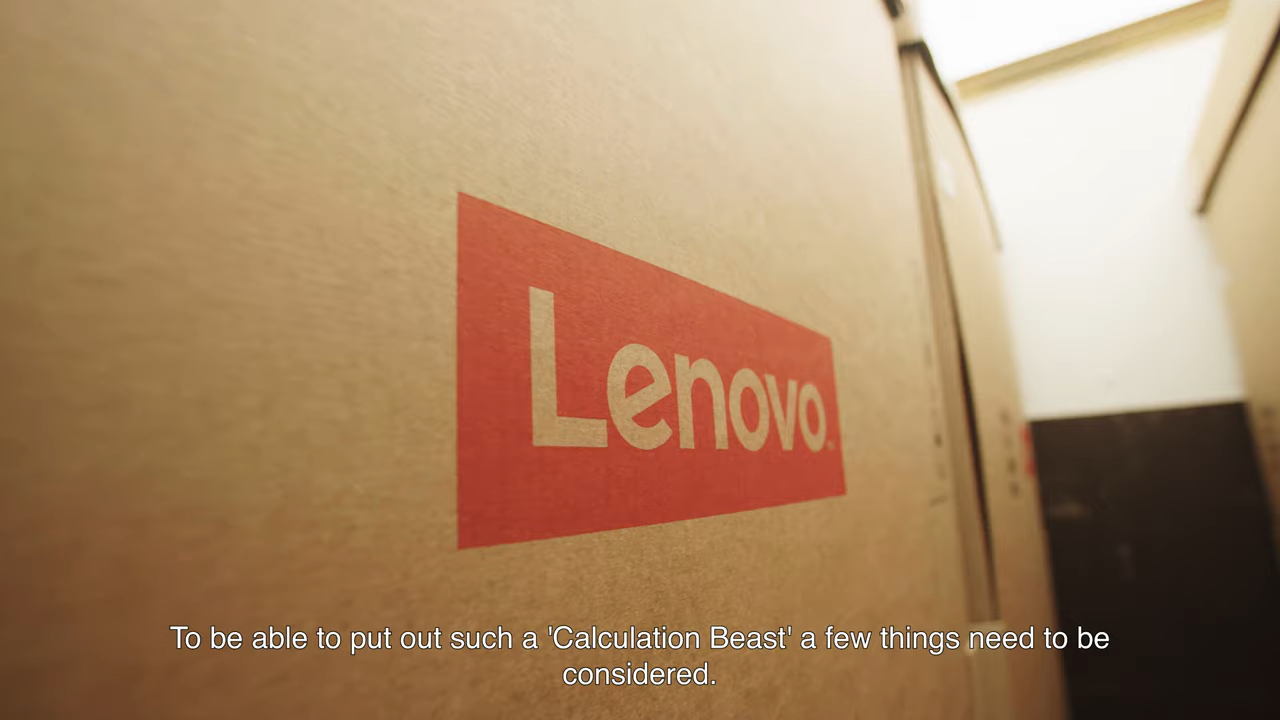 Lenovo
To be able to put out such a 'Calculation Beast' a few things need to be
considered.